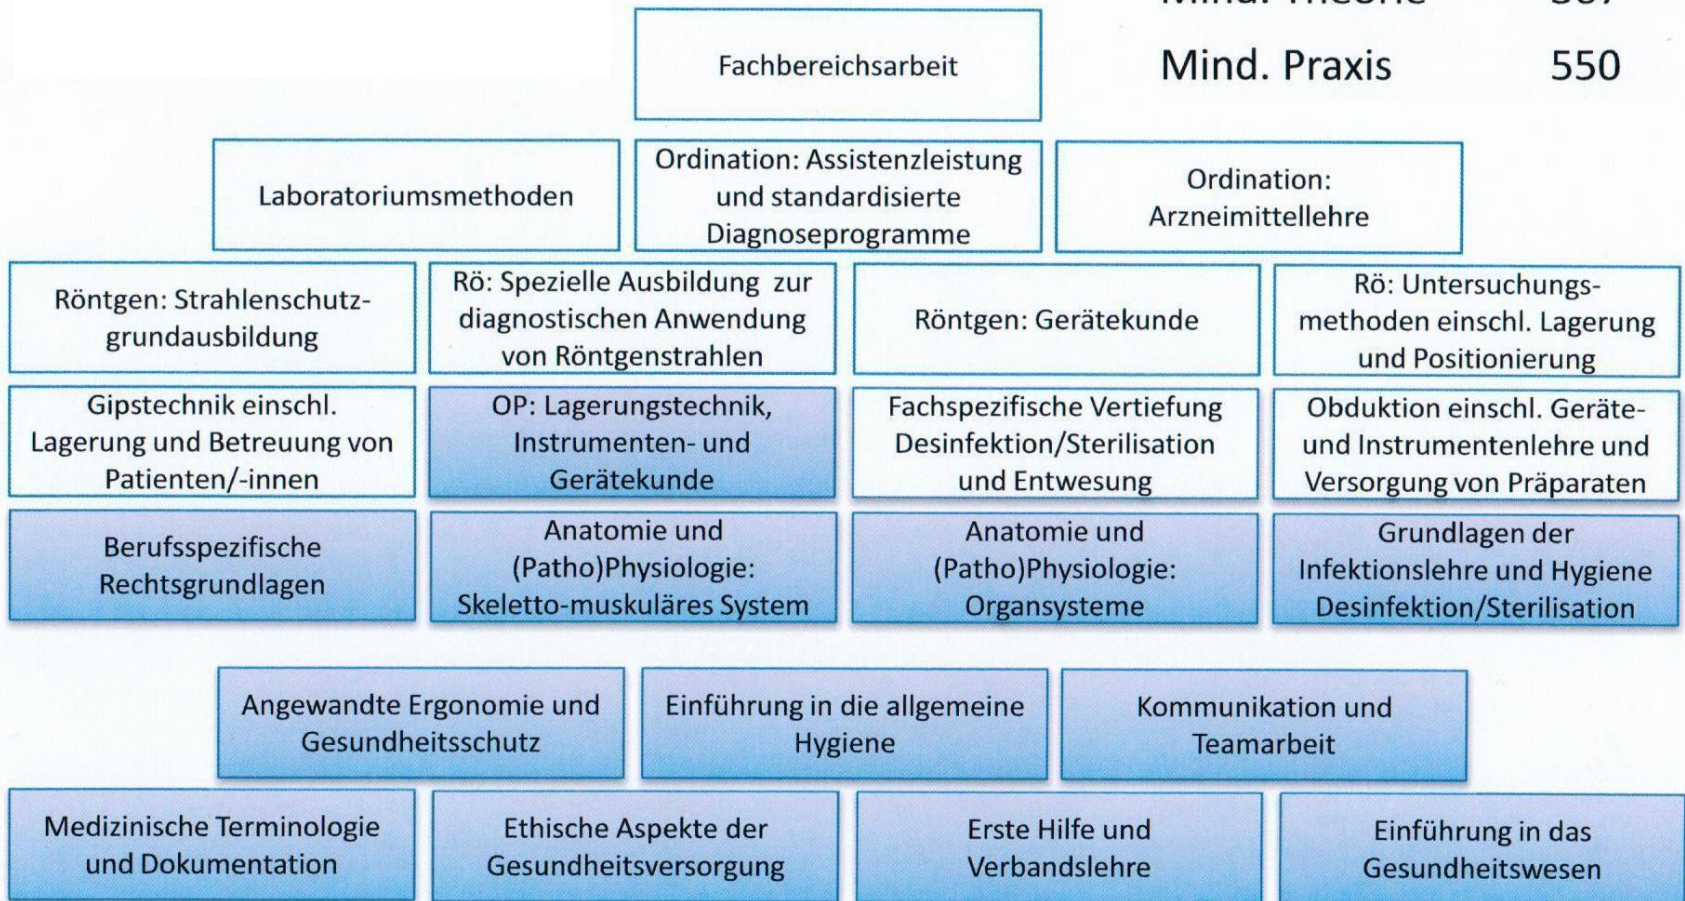 Mind. Praxis 550
Fachbereichsarbeit
Laboratoriumsmethoden
Ordination: Assistenzleistung
und standardisierte
Diagnoseprogramme
Ordination:
Arzneimittellehre
Röntgen: Strahlenschutz-
grundausbildung
Rö: Spezielle Ausbildung zur
diagnostischen Anwendung
von Röntgenstrahlen
Röntgen: Gerätekunde
Rö: Untersuchungs-
methoden einschl. Lagerung
und Positionierung
Gipstechnik einschl.
Lagerung und Betreuung von
Patienten/-innen
OP: Lagerungstechnik,
Instrumenten- und
Gerätekunde
Fachspezifische Vertiefung
Desinfektion/Sterilisation
und Entwesung
Obduktion einschl. Geräte-
und Instrumentenlehre und
Versorgung von Präparaten
Berufsspezifische
Rechtsgrundlagen
Anatomie und
(Patho)Physiologie:
Skeletto-muskuläres System
Anatomie und
(Patho)Physiologie:
Organsysteme
Grundlagen der
Infektionslehre und Hygiene
Desinfektion/Sterilisation
Angewandte Ergonomie und
Gesundheitsschutz
Einführung in die allgemeine
Hygiene
Kommunikation und
Teamarbeit
Medizinische Terminologie
und Dokumentation
Ethische Aspekte der
Gesundheitsversorgung
Erste Hilfe und
Verbandslehre
Einführung in das
Gesundheitswesen